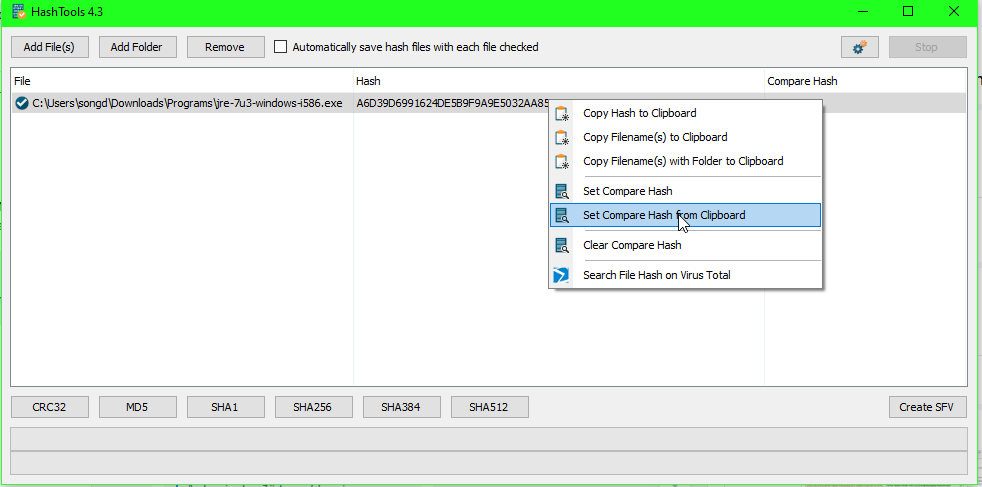 HashTools 4.3
Add File(s) Add Folder Remove Automatically save hash files with each file checked Stop
File Hash Compare Hash
C:\Users\songd\Downloads\Programs\jre-7u3-windows-i586.exe A6D39D6991624DE5B9F9A9E5032AA85
Copy Hash to Clipboard
Copy Filename(s) to Clipboard
Copy Filename(s) with Folder to Clipboard
Set Compare Hash
Set Compare Hash from Clipboard
Clear Compare Hash
Search File Hash on Virus Total
CRC32 MD5 SHA1 SHA256 SHA384 SHA512 Create SFV